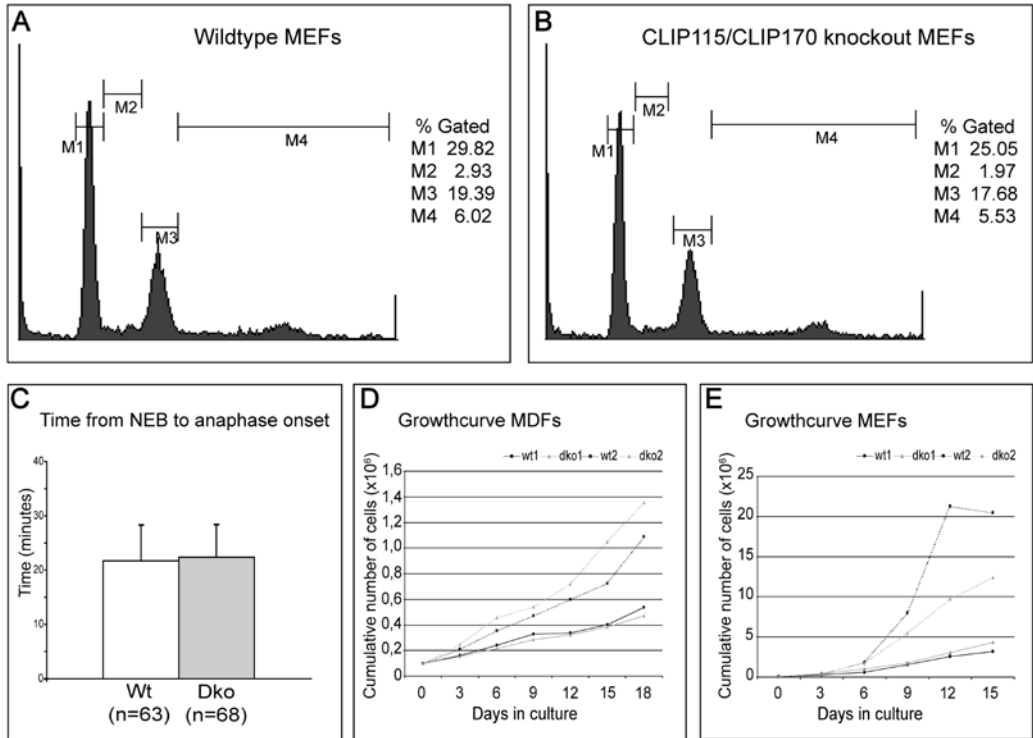 A
Wildtype MEFs
M2
M1
M4
M3
% Gated
M1 29.82
M2 2.93
M3 19.39
M4 6.02
B
CLIP115/CLIP170 knockout MEFs
M2
M1
M4
M3
% Gated
M1 25.05
M2 1.97
M3 17.68
M4 5.53
C
Time from NEB to anaphase onset
Time (minutes)
40
30
20
10
0
Wt
(n=63)
Dko
(n=68)
D
Growthcurve MDFs
wt1 dko1 wt2 dko2
Cumulative number of cells (x10⁶)
1,6
1,4
1,2
1,0
0,8
0,6
0,4
0,2
0
0 3 6 9 12 15 18
Days in culture
E
Growthcurve MEFs
wt1 dko1 wt2 dko2
Cumulative number of cells (x10⁶)
25
20
15
10
5
0
0 3 6 9 12 15
Days in culture